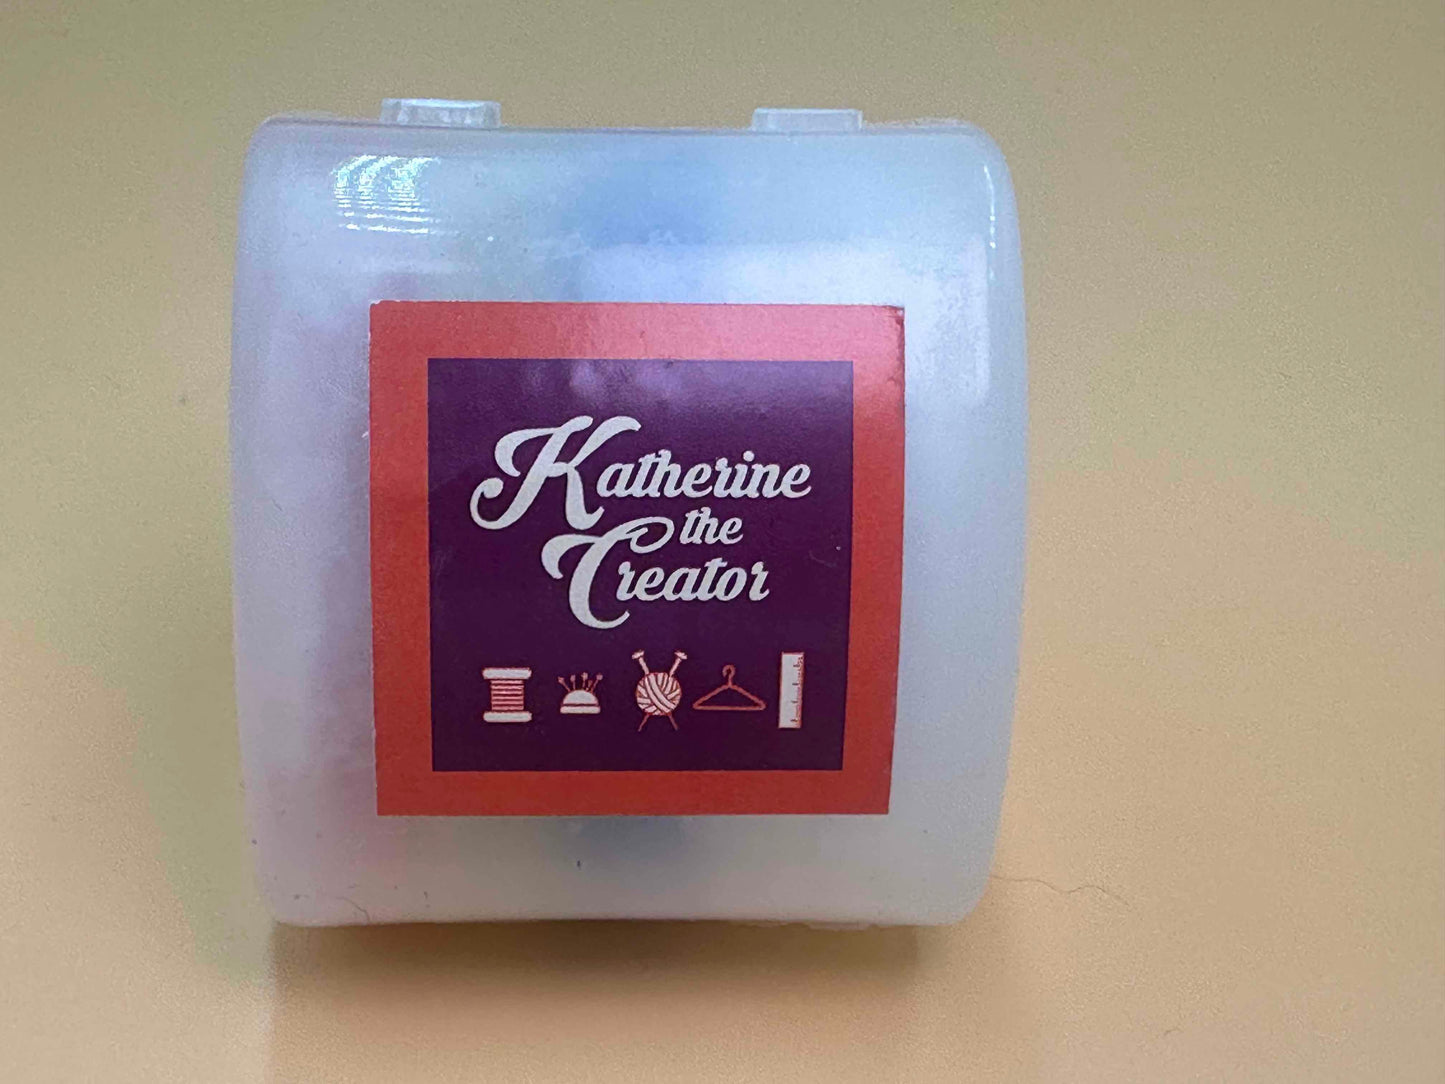 Katherine
the
Creator